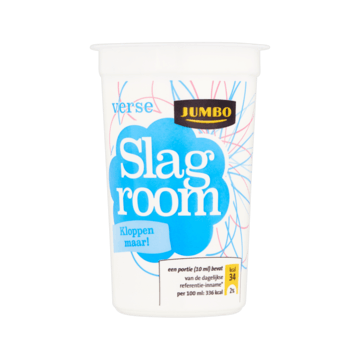 verse
JUMBO
Slag
room
Kloppen
maar!
een portie (10 ml) bevat
van de dagelijkse
referentie-inname*
per 100 ml: 336 kcal
kcal
34
2%